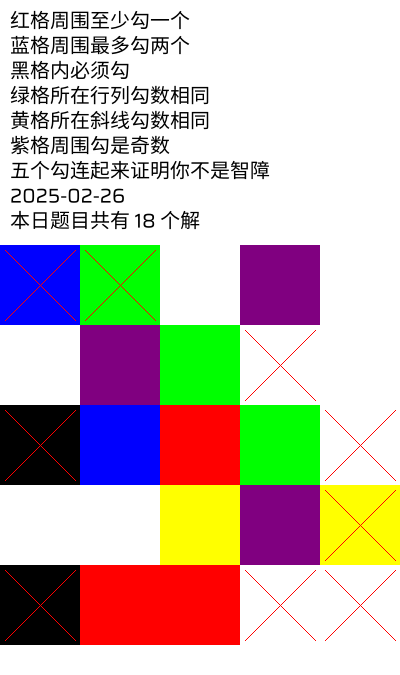 红格周围至少勾一个
蓝格周围最多勾两个
黑格内必须勾
绿格所在行列勾数相同
黄格所在斜线勾数相同
紫格周围勾是奇数
五个勾连起来证明你不是智障
2025-02-26
本日题目共有 18 个解